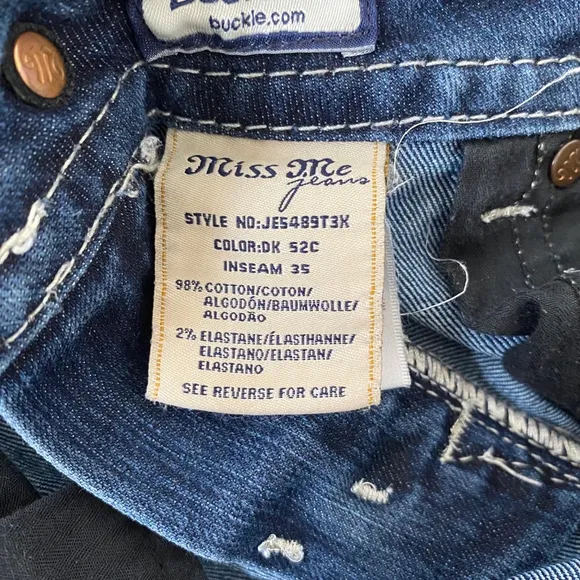 buckle.com
Miss Me
jeans
STYLE NO:JE5489T3X
COLOR:DK 52C
INSEAM 35
98% COTTON/COTON/
ALGODÓN/BAUMWOLLE/
ALGODÃO
2% ELASTANE/ÉLASTHANNE/
ELASTANO/ELASTAN/
ELASTANO
SEE REVERSE FOR CARE